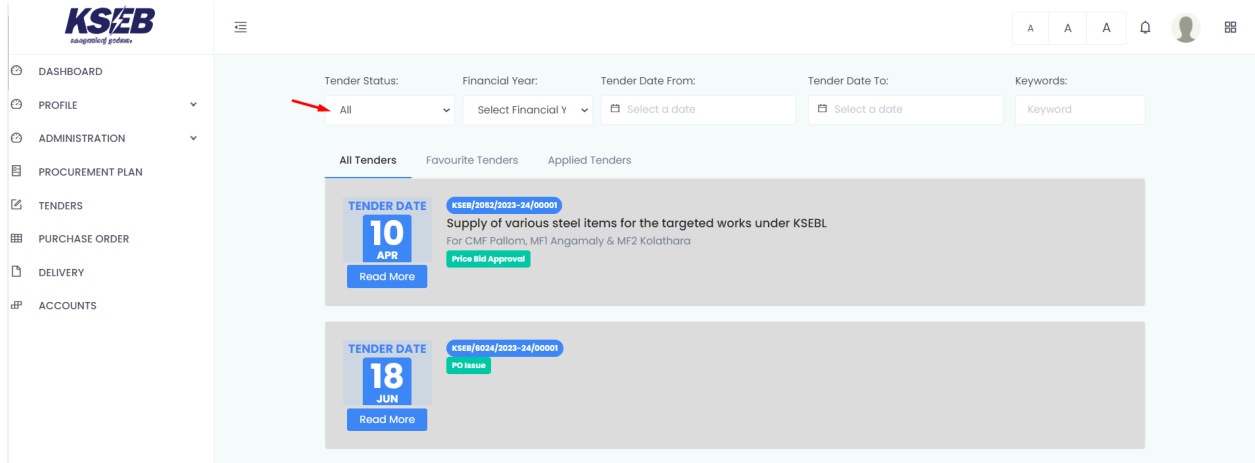 KSEB
കേരളത്തിന്റെ ഊർജ്ജം
A A A
DASHBOARD
PROFILE
ADMINISTRATION
PROCUREMENT PLAN
TENDERS
PURCHASE ORDER
DELIVERY
ACCOUNTS
Tender Status: Financial Year: Tender Date From: Tender Date To: Keywords:
All Select Financial Y Select a date Select a date Keyword
All Tenders Favourite Tenders Applied Tenders
TENDER DATE
10
APR
Read More
KSEB/2052/2023-24/00001
Supply of various steel items for the targeted works under KSEBL
For CMF Pallom, MF1 Angamaly & MF2 Kolathara
Price Bid Approval
TENDER DATE
18
JUN
Read More
KSEB/6024/2023-24/00001
PO Issue